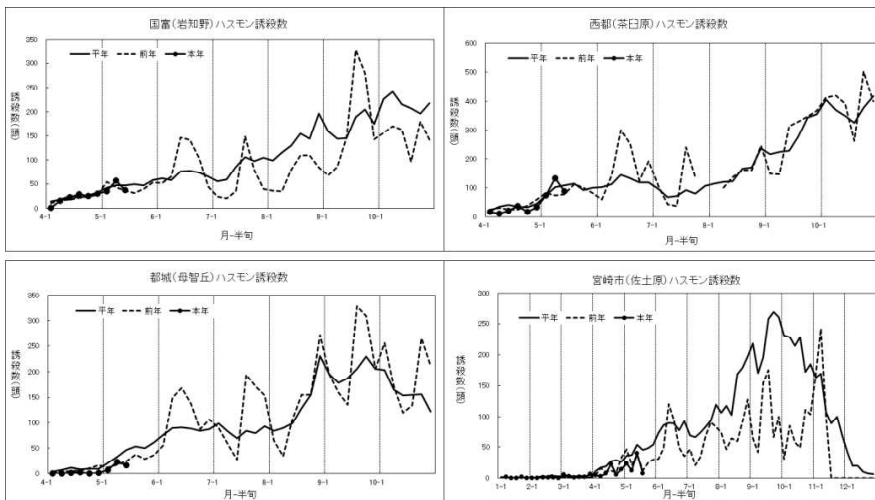 国富(岩知野)ハスモン誘殺数
平年 前年 本年
誘殺数(頭)
350
300
250
200
150
100
50
0
4-1 5-1 6-1 7-1 8-1 9-1 10-1
月-半旬
西都(茶臼原)ハスモン誘殺数
平年 前年 本年
誘殺数(頭)
600
500
400
300
200
100
0
4-1 5-1 6-1 7-1 8-1 9-1 10-1
月-半旬
都城(母智丘)ハスモン誘殺数
平年 前年 本年
誘殺数(頭)
350
300
250
200
150
100
50
0
4-1 5-1 6-1 7-1 8-1 9-1 10-1
月-半旬
宮崎市(佐土原)ハスモン誘殺数
平年 前年 本年
誘殺数(頭)
300
250
200
150
100
50
0
1-1 2-1 3-1 4-1 5-1 6-1 7-1 8-1 9-1 10-1 11-1 12-1
月-半旬